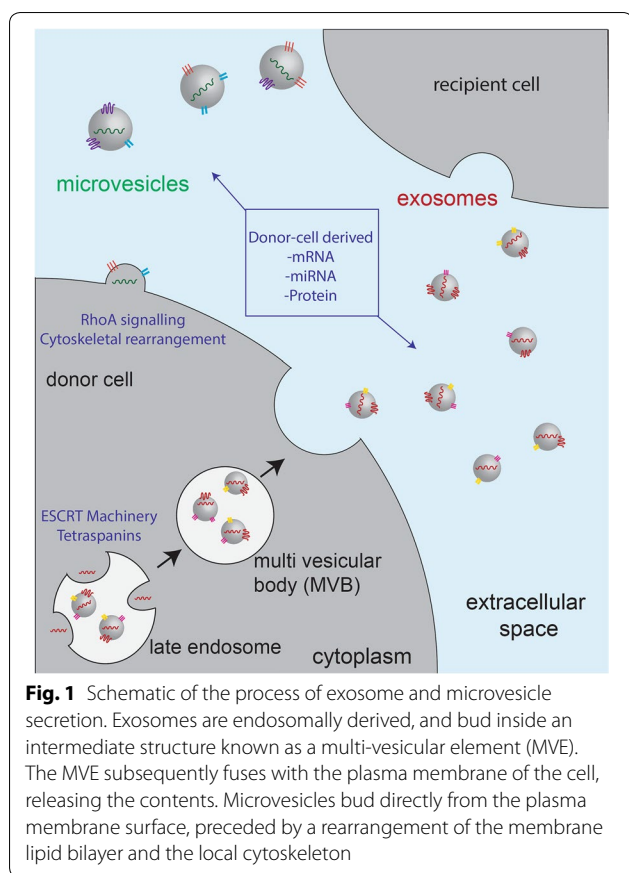 recipient cell
microvesicles
exosomes
Donor-cell derived
-mRNA
-miRNA
-Protein
RhoA signalling
Cytoskeletal rearrangement
donor cell
ESCRT Machinery
Tetraspanins
multi vesicular
body (MVB)
late endosome
cytoplasm
extracellular
space
Fig. 1 Schematic of the process of exosome and microvesicle
secretion. Exosomes are endosomally derived, and bud inside an
intermediate structure known as a multi-vesicular element (MVE).
The MVE subsequently fuses with the plasma membrane of the cell,
releasing the contents. Microvesicles bud directly from the plasma
membrane surface, preceded by a rearrangement of the membrane
lipid bilayer and the local cytoskeleton